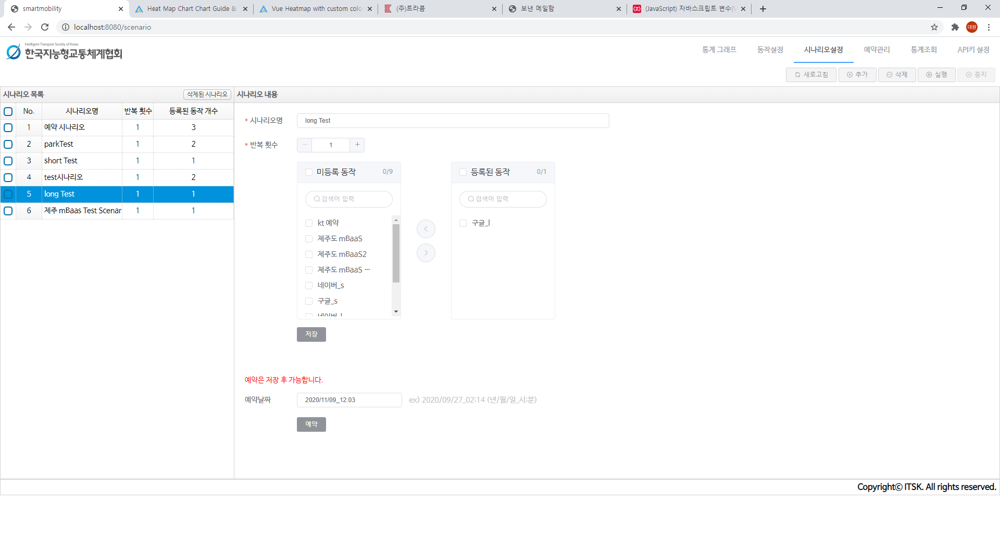 smartmobility
Heat Map Chart Chart Guide &
Vue Heatmap with custom colo
(주)트라콤
보낸 메일함
(JavaScript) 자바스크립트 변수(
localhost:8080/scenario
대원
Intelligent Transport Society of Korea
한국지능형교통체계협회
통계 그래프 동작설정 시나리오설정 예약관리 통계조회 API키 설정
새로고침 추가 삭제 실행 중지
시나리오 목록 삭제된 시나리오
No. 시나리오명 반복 횟수 등록된 동작 개수
1 예약 시나리오 1 3
2 parkTest 1 2
3 short Test 1 1
4 test시나리오 1 2
5 long Test 1 1
6 제주 mBaas Test Scenar 1 1
시나리오 내용
* 시나리오명 long Test
* 반복 횟수 − 1 +
미등록 동작 0/9
검색어 입력
kt 예약
제주도 mBaaS
제주도 mBaaS2
제주도 mBaaS …
네이버_s
구글_s
네이버_l
등록된 동작 0/1
검색어 입력
구글_l
저장
예약은 저장 후 가능합니다.
예약날짜 2020/11/09_12:03 ex) 2020/09/27_02:14 (년/월/일_시:분)
예약
Copyrightⓒ ITSK. All rights reserved.